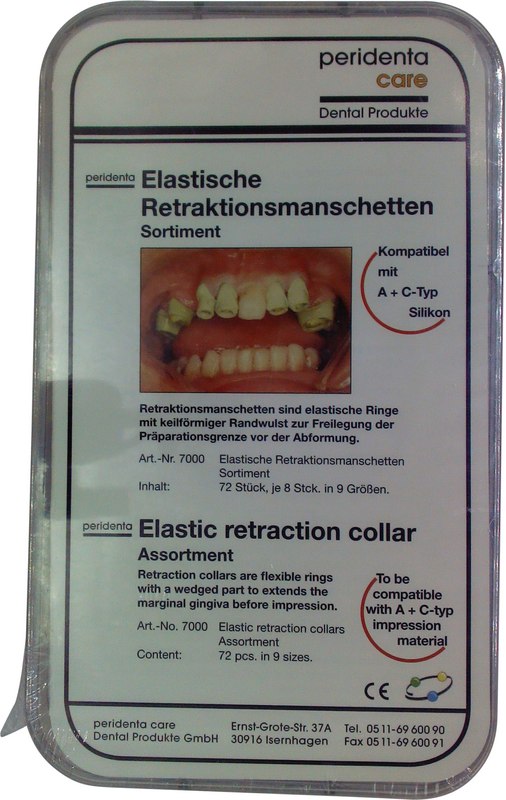 peridenta
care
Dental Produkte
peridenta Elastische
Retraktionsmanschetten
Sortiment
Kompatibel
mit
A + C-Typ
Silikon
Retraktionsmanschetten sind elastische Ringe
mit keilförmiger Randwulst zur Freilegung der
Präparationsgrenze vor der Abformung.
Art.-Nr. 7000 Elastische Retraktionsmanschetten
Sortiment
Inhalt: 72 Stück, je 8 Stck. in 9 Größen.
peridenta Elastic retraction collar
Assortment
Retraction collars are flexible rings
with a wedged part to extends the
marginal gingiva before impression.
To be
compatible
with A + C-typ
impression
material
Art.-No. 7000 Elastic retraction collars
Assortment
Content: 72 pcs. in 9 sizes.
CE
peridenta care Ernst-Grote-Str. 37A Tel. 05 11-69 600 90
Dental Produkte GmbH 30916 Isernhagen Fax 05 11-69 600 91